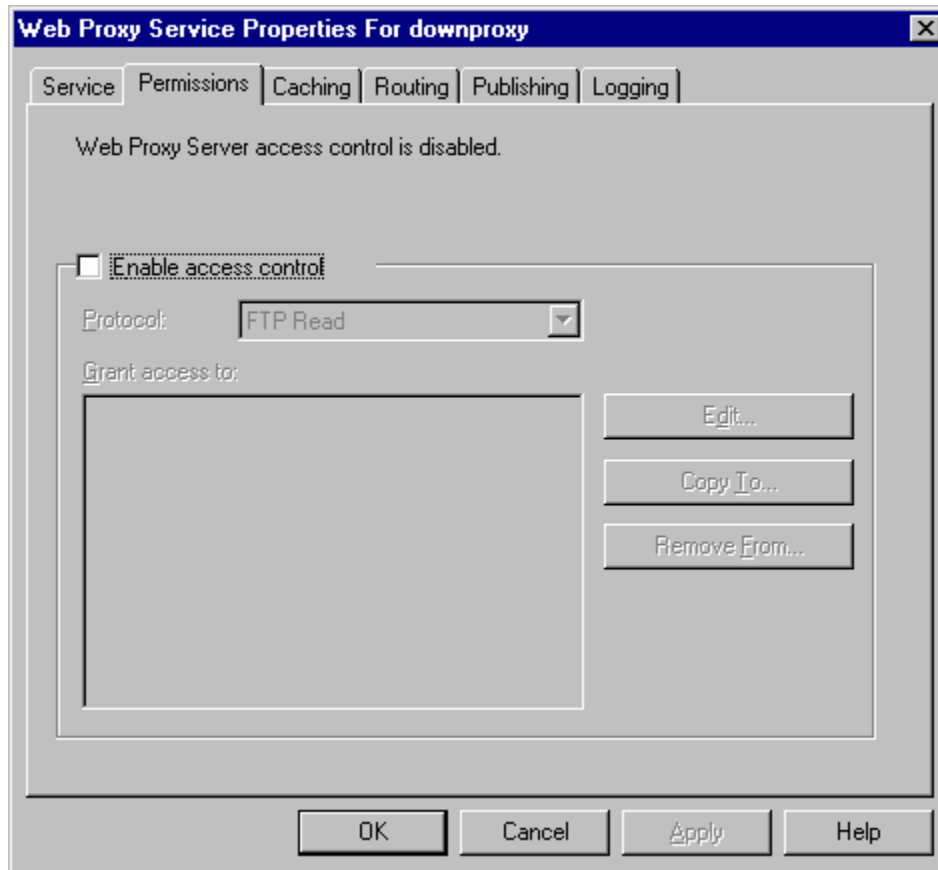 Web Proxy Service Properties For downproxy
Service Permissions Caching Routing Publishing Logging
Web Proxy Server access control is disabled.
Enable access control
Protocol: FTP Read
Grant access to:
Edit...
Copy To...
Remove From...
OK Cancel Apply Help